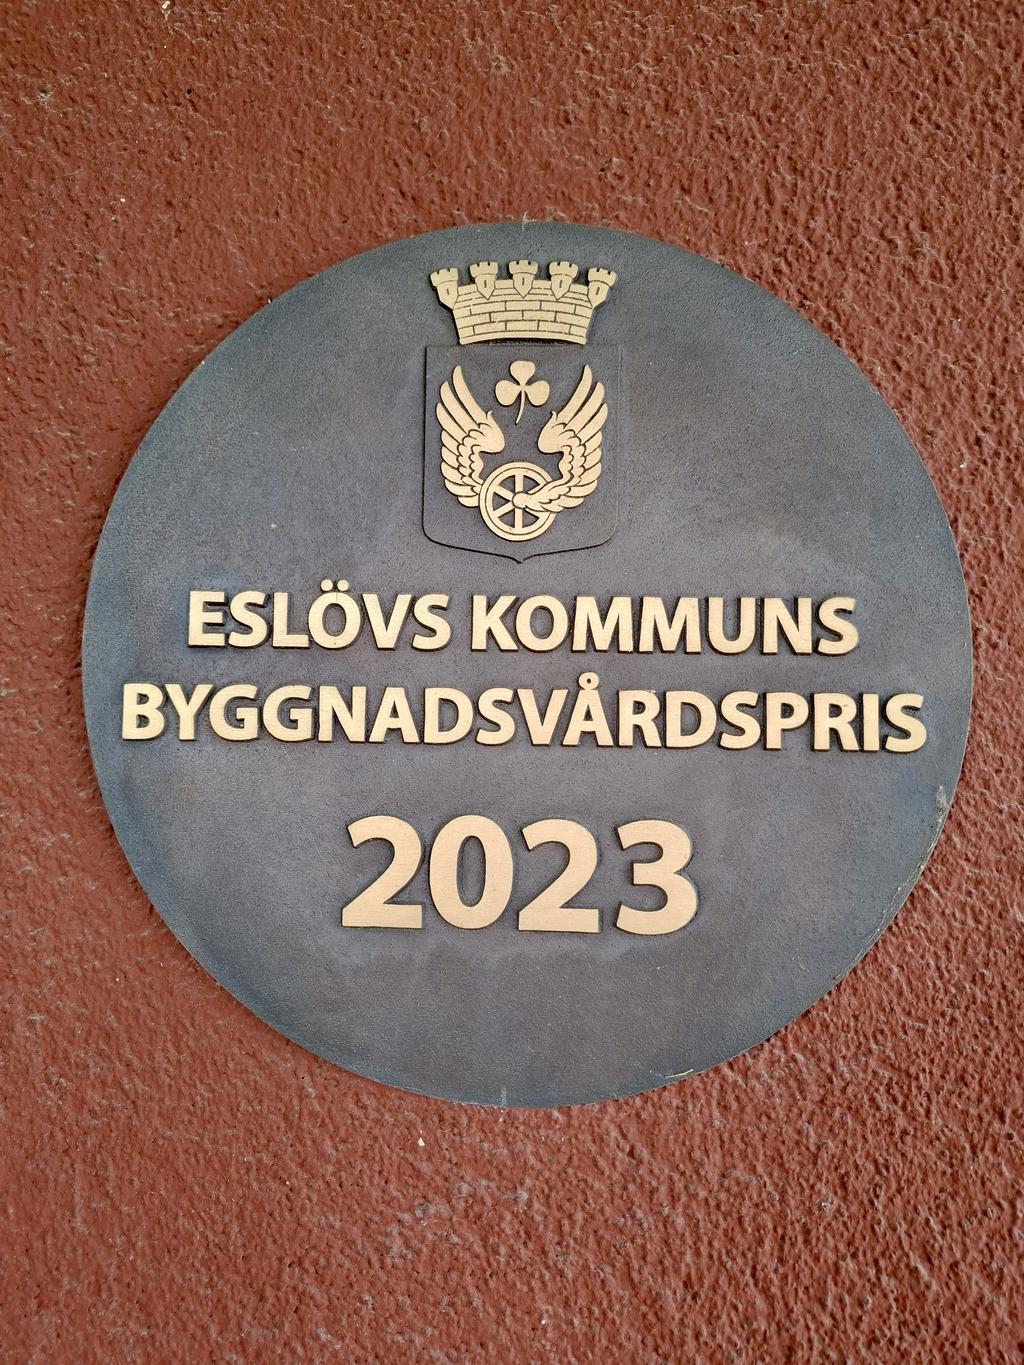 ESLÖVS KOMMUNS
BYGGNADSVÅRDSPRIS
2023